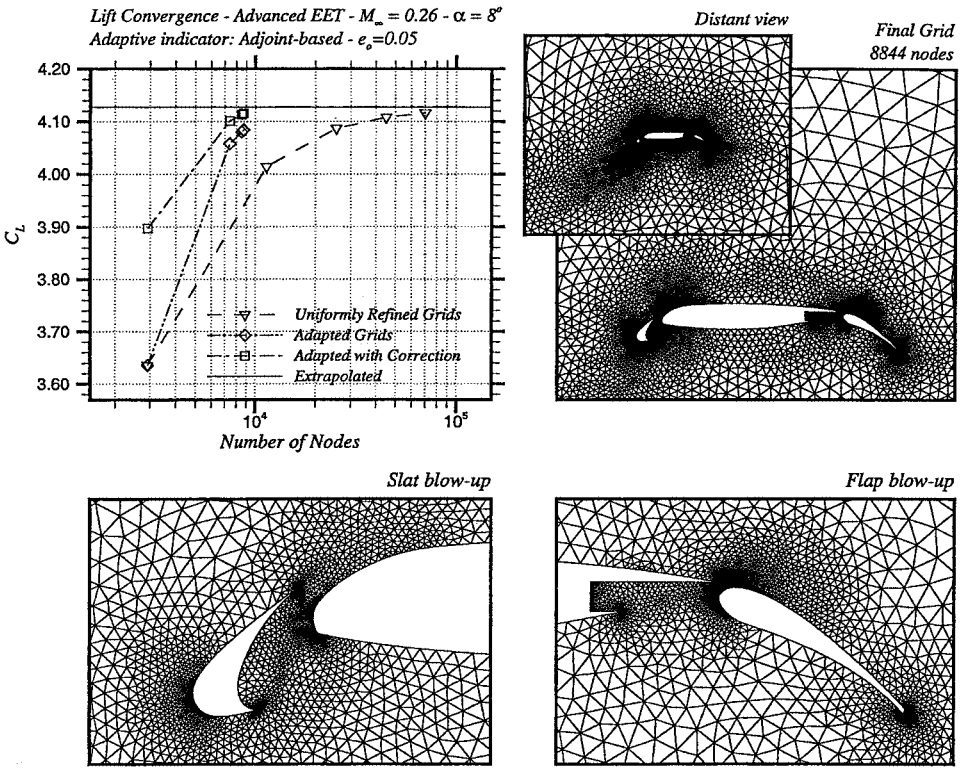 Lift Convergence - Advanced EET - M∞ = 0.26 - α = 8°
Adaptive indicator: Adjoint-based - eₒ=0.05
Distant view
Final Grid
8844 nodes
4.20
4.10
4.00
3.90
3.80
3.70
3.60
C_L
Uniformly Refined Grids
Adapted Grids
Adapted with Correction
Extrapolated
10⁴
10⁵
Number of Nodes
Slat blow-up
Flap blow-up